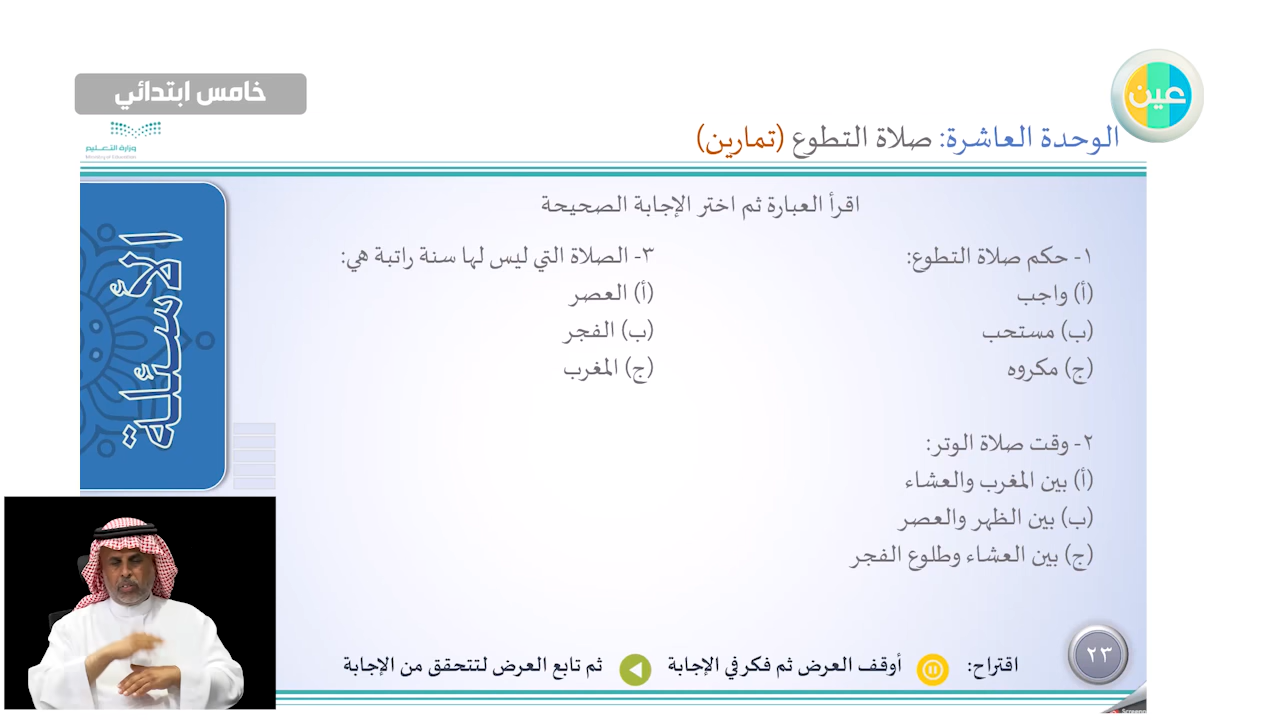 خامس ابتدائي
عين
وزارة التعليم
Ministry of Education
الوحدة العاشرة: صلاة التطوع (تمارين)
الأسئلة
اقرأ العبارة ثم اختر الإجابة الصحيحة
١- حكم صلاة التطوع:
(أ) واجب
(ب) مستحب
(ج) مكروه
٢- وقت صلاة الوتر:
(أ) بين المغرب والعشاء
(ب) بين الظهر والعصر
(ج) بين العشاء وطلوع الفجر
٣- الصلاة التي ليس لها سنة راتبة هي:
(أ) العصر
(ب) الفجر
(ج) المغرب
اقتراح: أوقف العرض ثم فكر في الإجابة ثم تابع العرض لتتحقق من الإجابة
٢٣